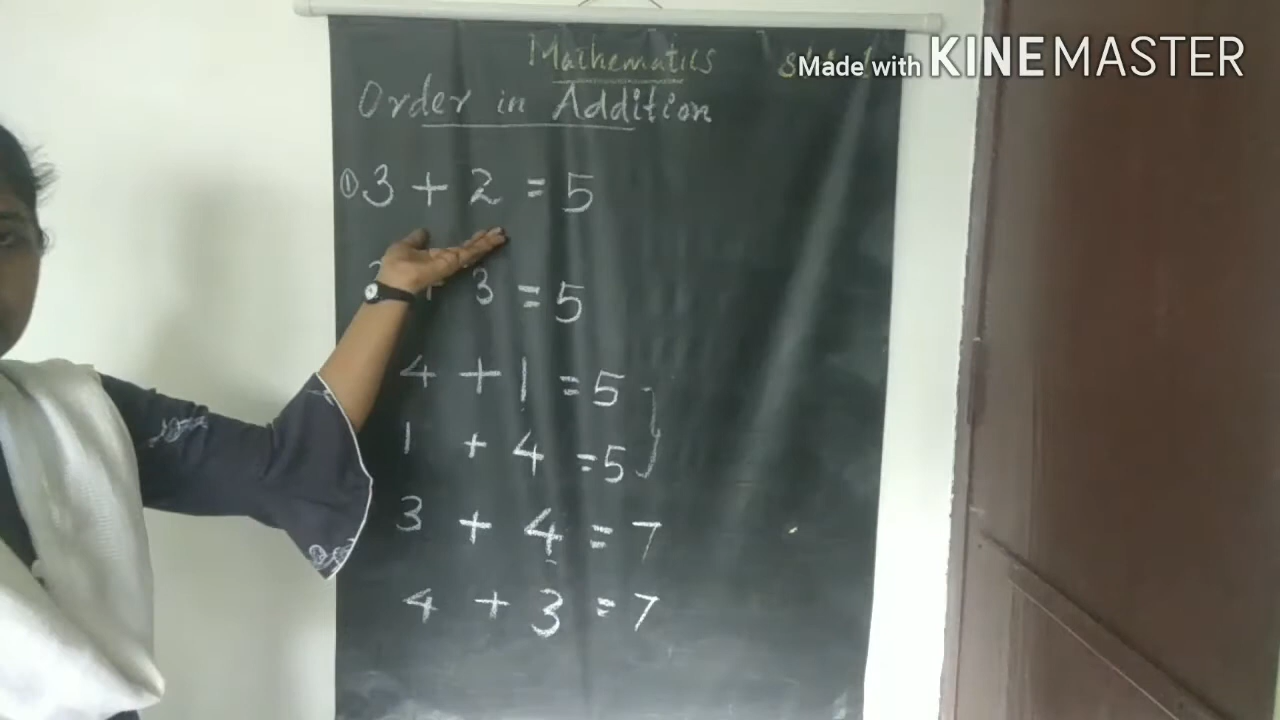 Mathematics
Made with KINEMASTER
Order in Addition
① 3 + 2 = 5
+ 3 = 5
4 + 1 = 5
1 + 4 = 5
3 + 4 = 7
4 + 3 = 7